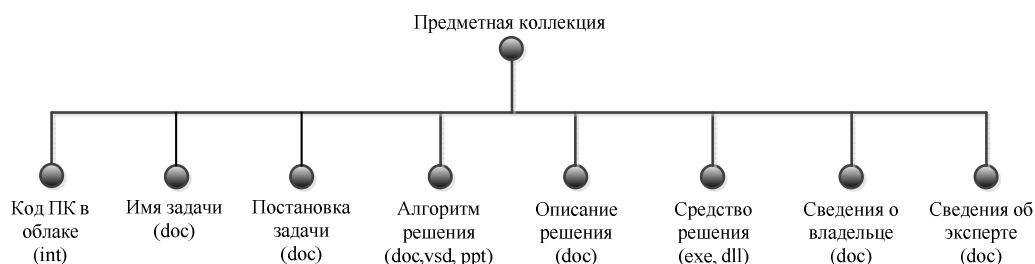 Предметная коллекция
Код ПК в
облаке
(int)
Имя задачи
(doc)
Постановка
задачи
(doc)
Алгоритм
решения
(doc,vsd, ppt)
Описание
решения
(doc)
Средство
решения
(exe, dll)
Сведения о
владельце
(doc)
Сведения об
эксперте
(doc)